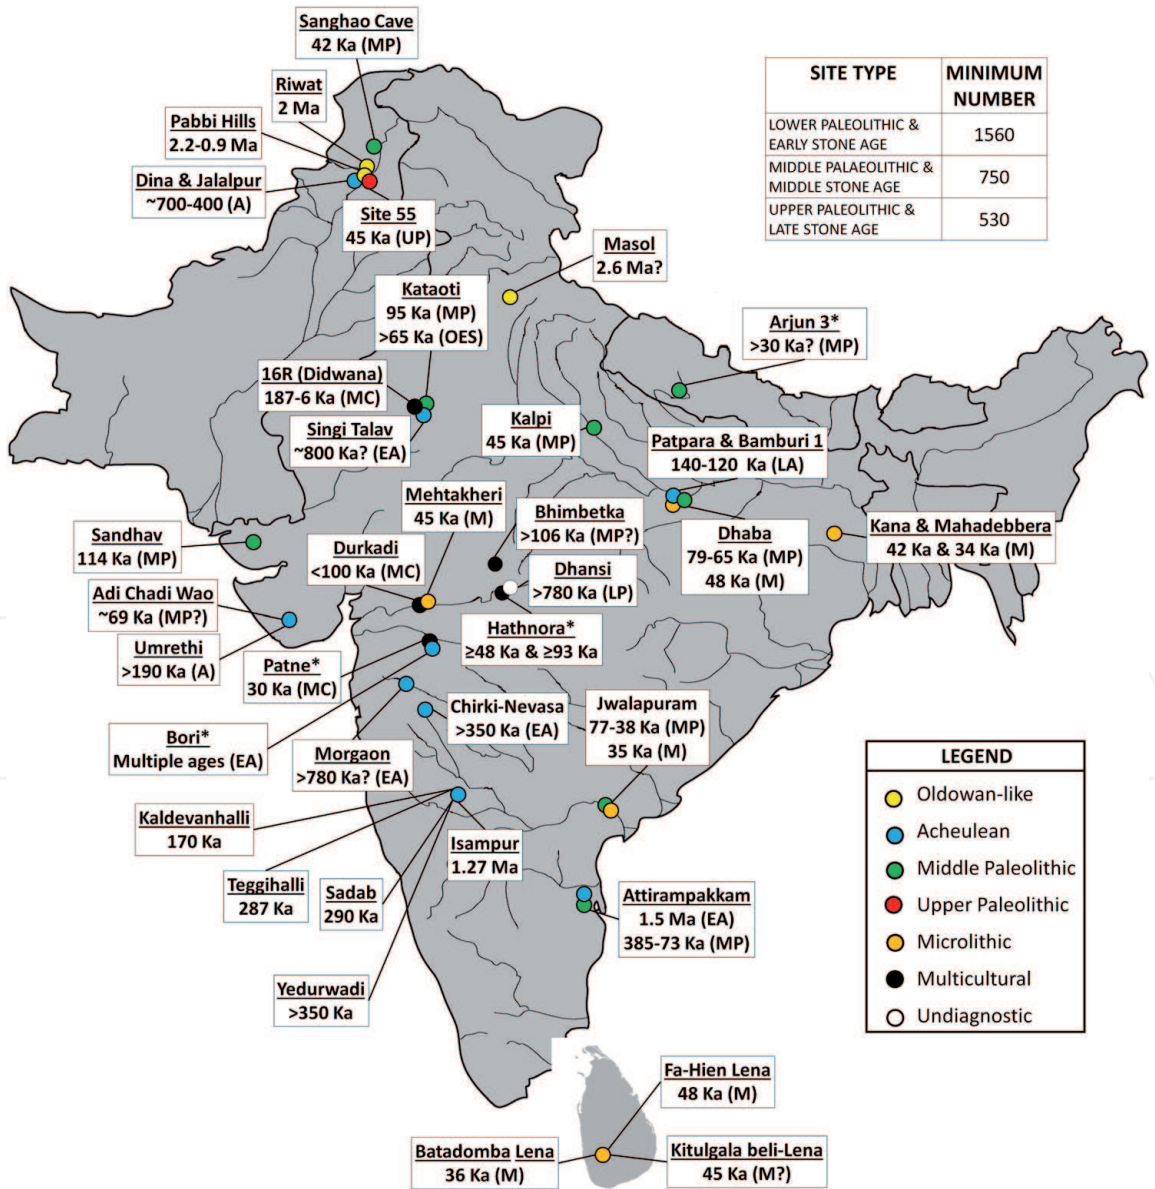 Sanghao Cave
42 Ka (MP)
Riwat
2 Ma
Pabbi Hills
2.2-0.9 Ma
Dina & Jalalpur
~700-400 (A)
Site 55
45 Ka (UP)
SITE TYPE
MINIMUM
NUMBER
LOWER PALEOLITHIC &
EARLY STONE AGE
1560
MIDDLE PALAEOLITHIC &
MIDDLE STONE AGE
750
UPPER PALEOLITHIC &
LATE STONE AGE
530
Masol
2.6 Ma?
Kataoti
95 Ka (MP)
>65 Ka (OES)
Arjun 3*
>30 Ka? (MP)
16R (Didwana)
187-6 Ka (MC)
Singi Talav
~800 Ka? (EA)
Kalpi
45 Ka (MP)
Patpara & Bamburi 1
140-120 Ka (LA)
Mehtakheri
45 Ka (M)
Bhimbetka
>106 Ka (MP?)
Dhaba
79-65 Ka (MP)
48 Ka (M)
Kana & Mahadebbera
42 Ka & 34 Ka (M)
Sandhav
114 Ka (MP)
Durkadi
<100 Ka (MC)
Dhansi
>780 Ka (LP)
Adi Chadi Wao
~69 Ka (MP?)
Umrethi
>190 Ka (A)
Hathnora*
≥48 Ka & ≥93 Ka
Patne*
30 Ka (MC)
Bori*
Multiple ages (EA)
Morgaon
>780 Ka? (EA)
Chirki-Nevasa
>350 Ka (EA)
Jwalapuram
77-38 Ka (MP)
35 Ka (M)
Kaldevanhalli
170 Ka
Teggihalli
287 Ka
Sadab
290 Ka
Isampur
1.27 Ma
Yedurwadi
>350 Ka
Attirampakkam
1.5 Ma (EA)
385-73 Ka (MP)
LEGEND
Oldowan-like
Acheulean
Middle Paleolithic
Upper Paleolithic
Microlithic
Multicultural
Undiagnostic
Fa-Hien Lena
48 Ka (M)
Batadomba Lena
36 Ka (M)
Kitulgala beli-Lena
45 Ka (M?)